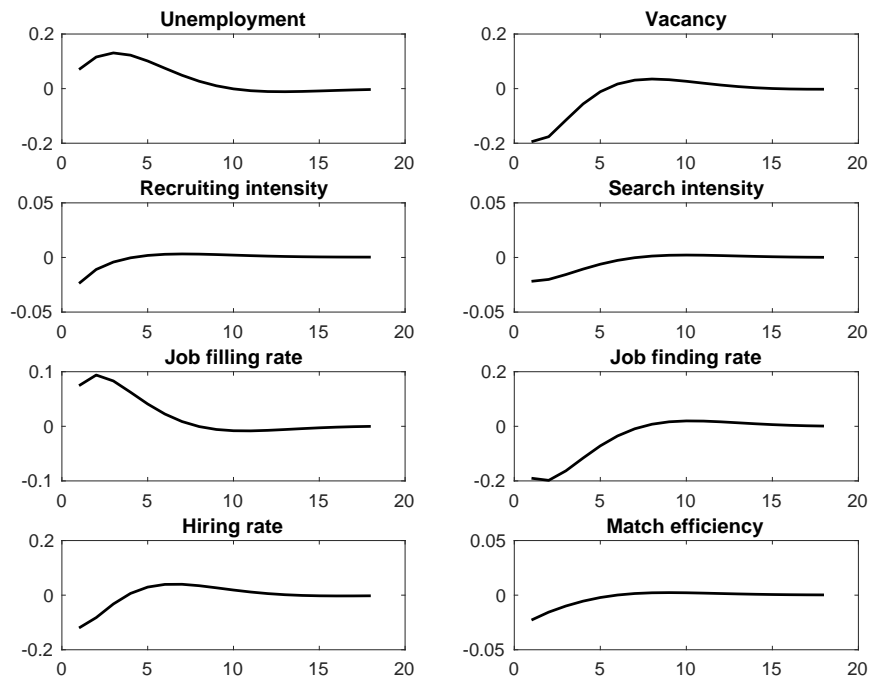 Unemployment
0.2
0
-0.2
0 5 10 15 20
Vacancy
0.2
0
-0.2
0 5 10 15 20
Recruiting intensity
0.05
0
-0.05
0 5 10 15 20
Search intensity
0.05
0
-0.05
0 5 10 15 20
Job filling rate
0.1
0
-0.1
0 5 10 15 20
Job finding rate
0.2
0
-0.2
0 5 10 15 20
Hiring rate
0.2
0
-0.2
0 5 10 15 20
Match efficiency
0.05
0
-0.05
0 5 10 15 20